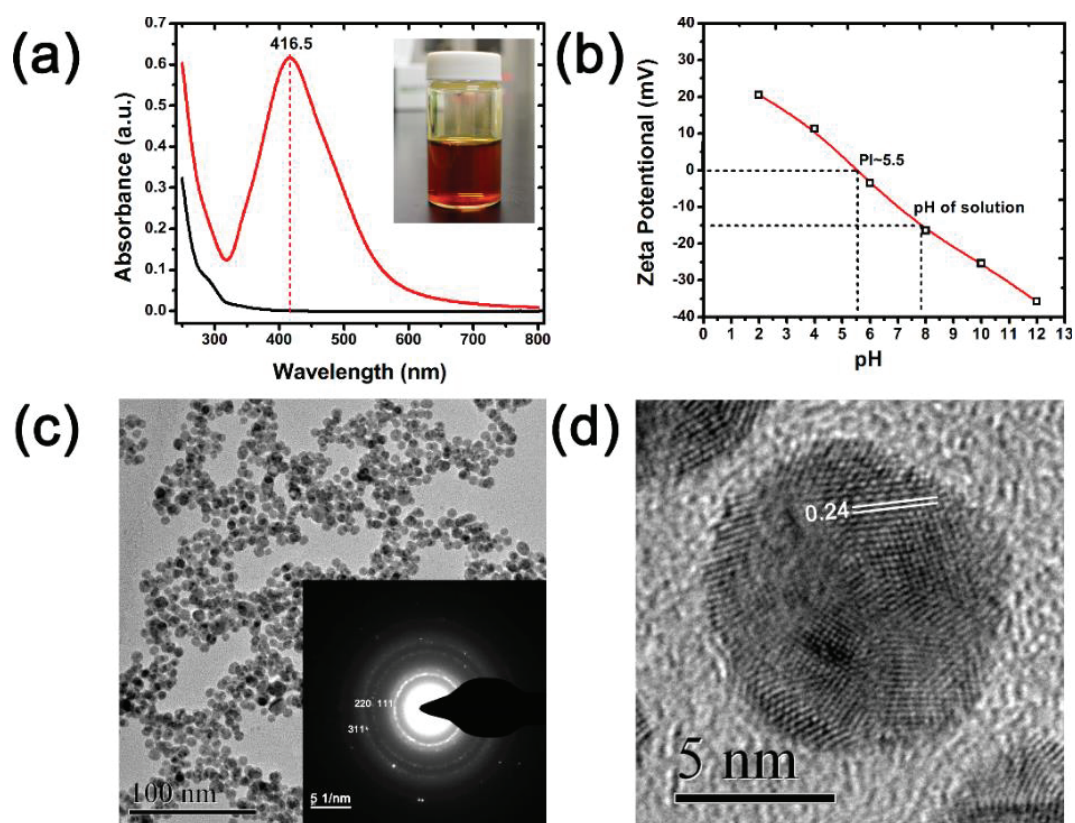 (a)
0.7
0.6
0.5
0.4
0.3
0.2
0.1
0.0
Absorbance (a.u.)
416.5
300 400 500 600 700 800
Wavelength (nm)
(b)
40
30
20
10
0
-10
-20
-30
-40
Zeta Potentional (mV)
PI~5.5
pH of solution
0 1 2 3 4 5 6 7 8 9 10 11 12 13
pH
(c)
100 nm
220 111
311
5 1/nm
(d)
0.24
5 nm